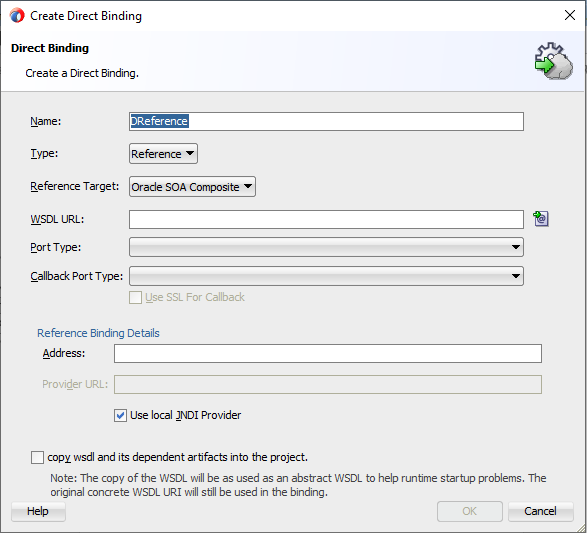 Create Direct Binding
Direct Binding
Create a Direct Binding.
Name: DReference
Type: Reference
Reference Target: Oracle SOA Composite
WSDL URL:
Port Type:
Callback Port Type:
Use SSL For Callback
Reference Binding Details
Address:
Provider URL:
Use local JNDI Provider
copy wsdl and its dependent artifacts into the project.
Note: The copy of the WSDL will be as used as an abstract WSDL to help runtime startup problems. The
original concrete WSDL URI will still be used in the binding.
Help OK Cancel